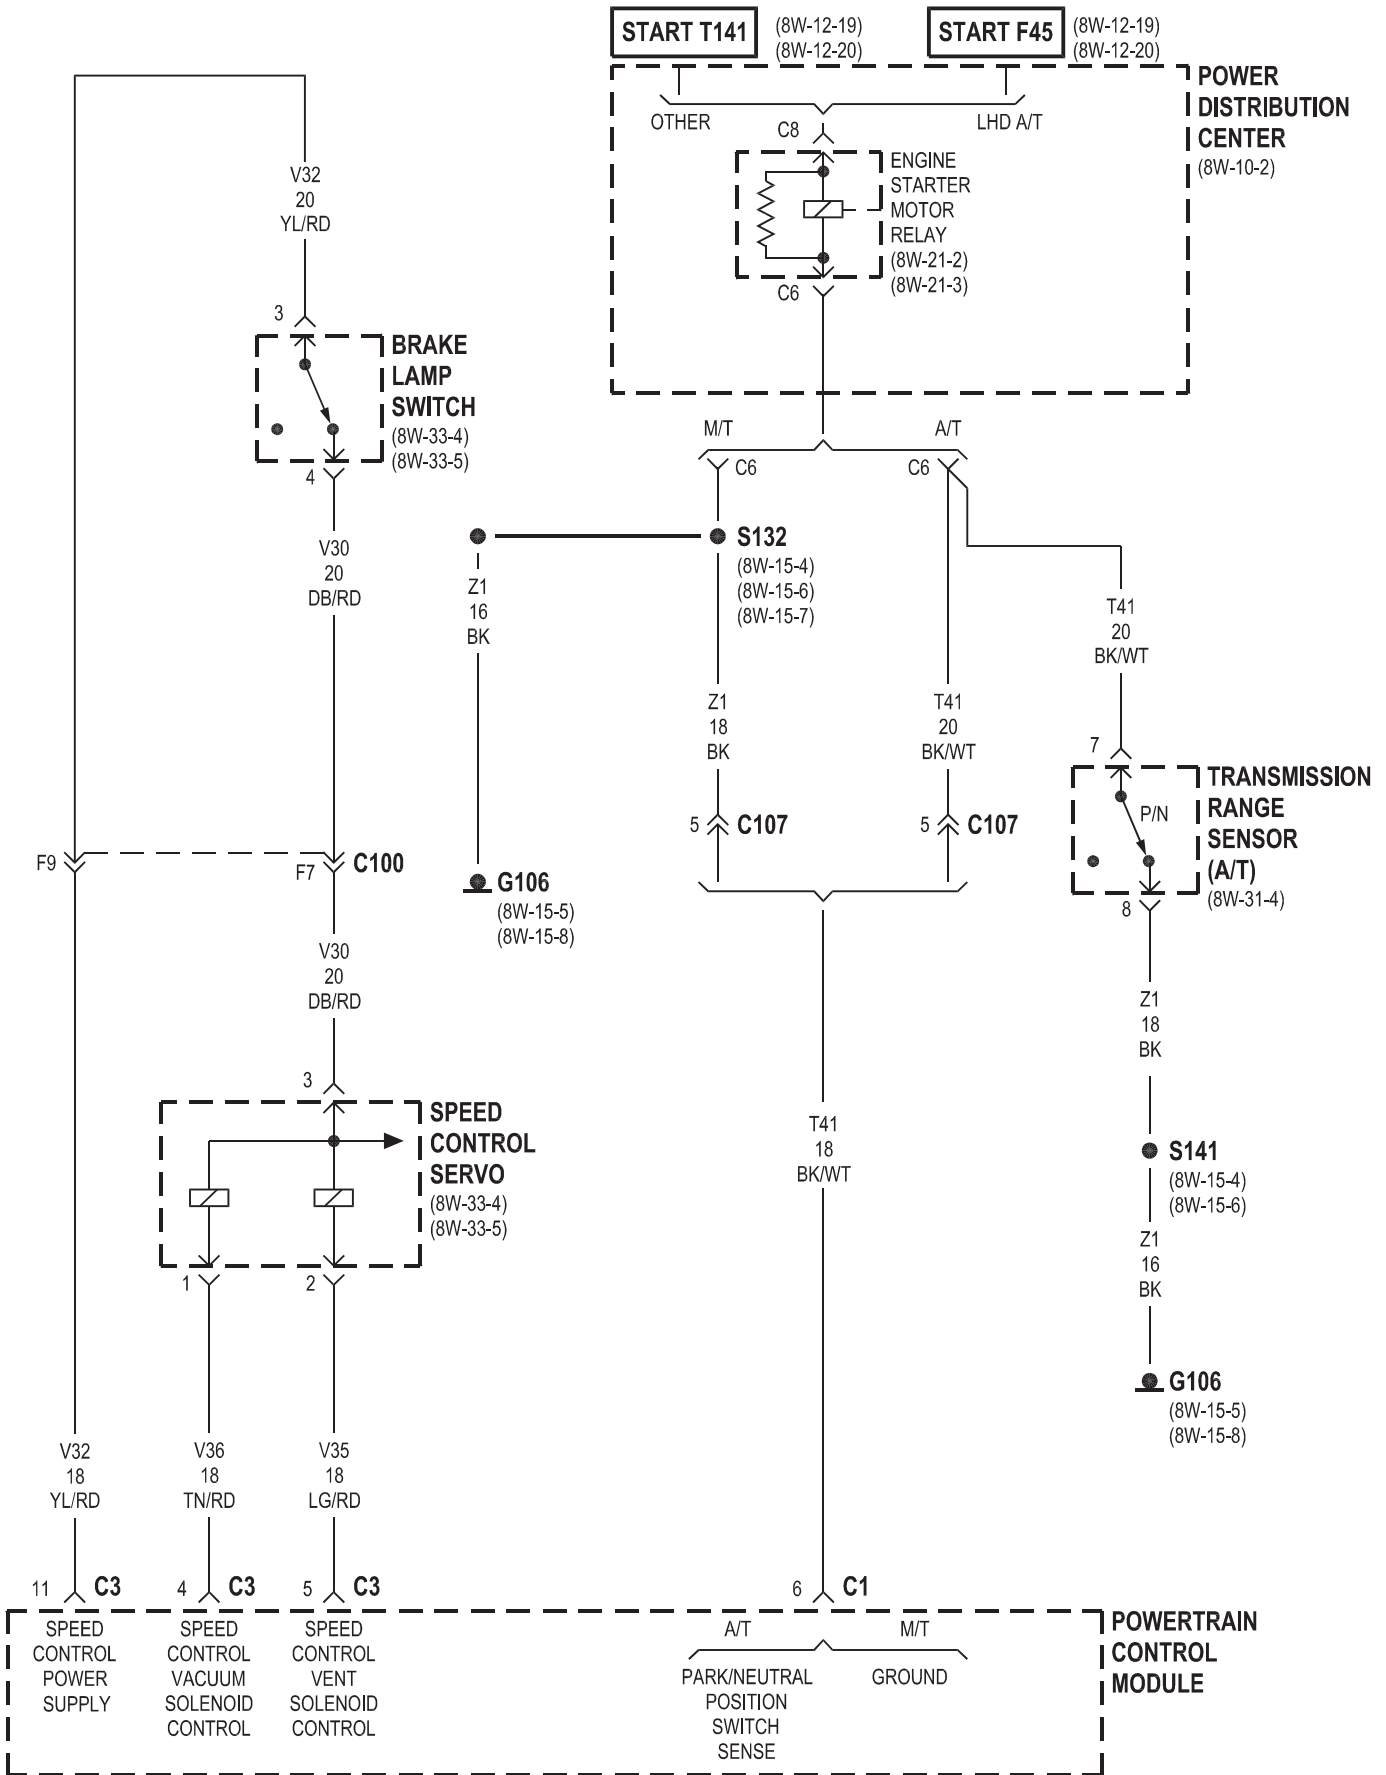 START T141
(8W-12-19)
(8W-12-20)
START F45
(8W-12-19)
(8W-12-20)
POWER
DISTRIBUTION
CENTER
(8W-10-2)
OTHER
LHD A/T
C8
ENGINE
STARTER
MOTOR
RELAY
(8W-21-2)
(8W-21-3)
C6
V32
20
YL/RD
3
BRAKE
LAMP
SWITCH
(8W-33-4)
(8W-33-5)
4
M/T
A/T
C6
C6
V30
20
DB/RD
S132
(8W-15-4)
(8W-15-6)
(8W-15-7)
Z1
16
BK
T41
20
BK/WT
Z1
18
BK
T41
20
BK/WT
7
TRANSMISSION
RANGE
SENSOR
(A/T)
(8W-31-4)
P/N
8
5
C107
5
C107
F9
F7
C100
G106
(8W-15-5)
(8W-15-8)
V30
20
DB/RD
Z1
18
BK
3
SPEED
CONTROL
SERVO
(8W-33-4)
(8W-33-5)
1
2
T41
18
BK/WT
S141
(8W-15-4)
(8W-15-6)
Z1
16
BK
G106
(8W-15-5)
(8W-15-8)
V32
18
YL/RD
V36
18
TN/RD
V35
18
LG/RD
11
C3
4
C3
5
C3
6
C1
SPEED
CONTROL
POWER
SUPPLY
SPEED
CONTROL
VACUUM
SOLENOID
CONTROL
SPEED
CONTROL
VENT
SOLENOID
CONTROL
A/T
M/T
PARK/NEUTRAL
POSITION
SWITCH
SENSE
GROUND
POWERTRAIN
CONTROL
MODULE